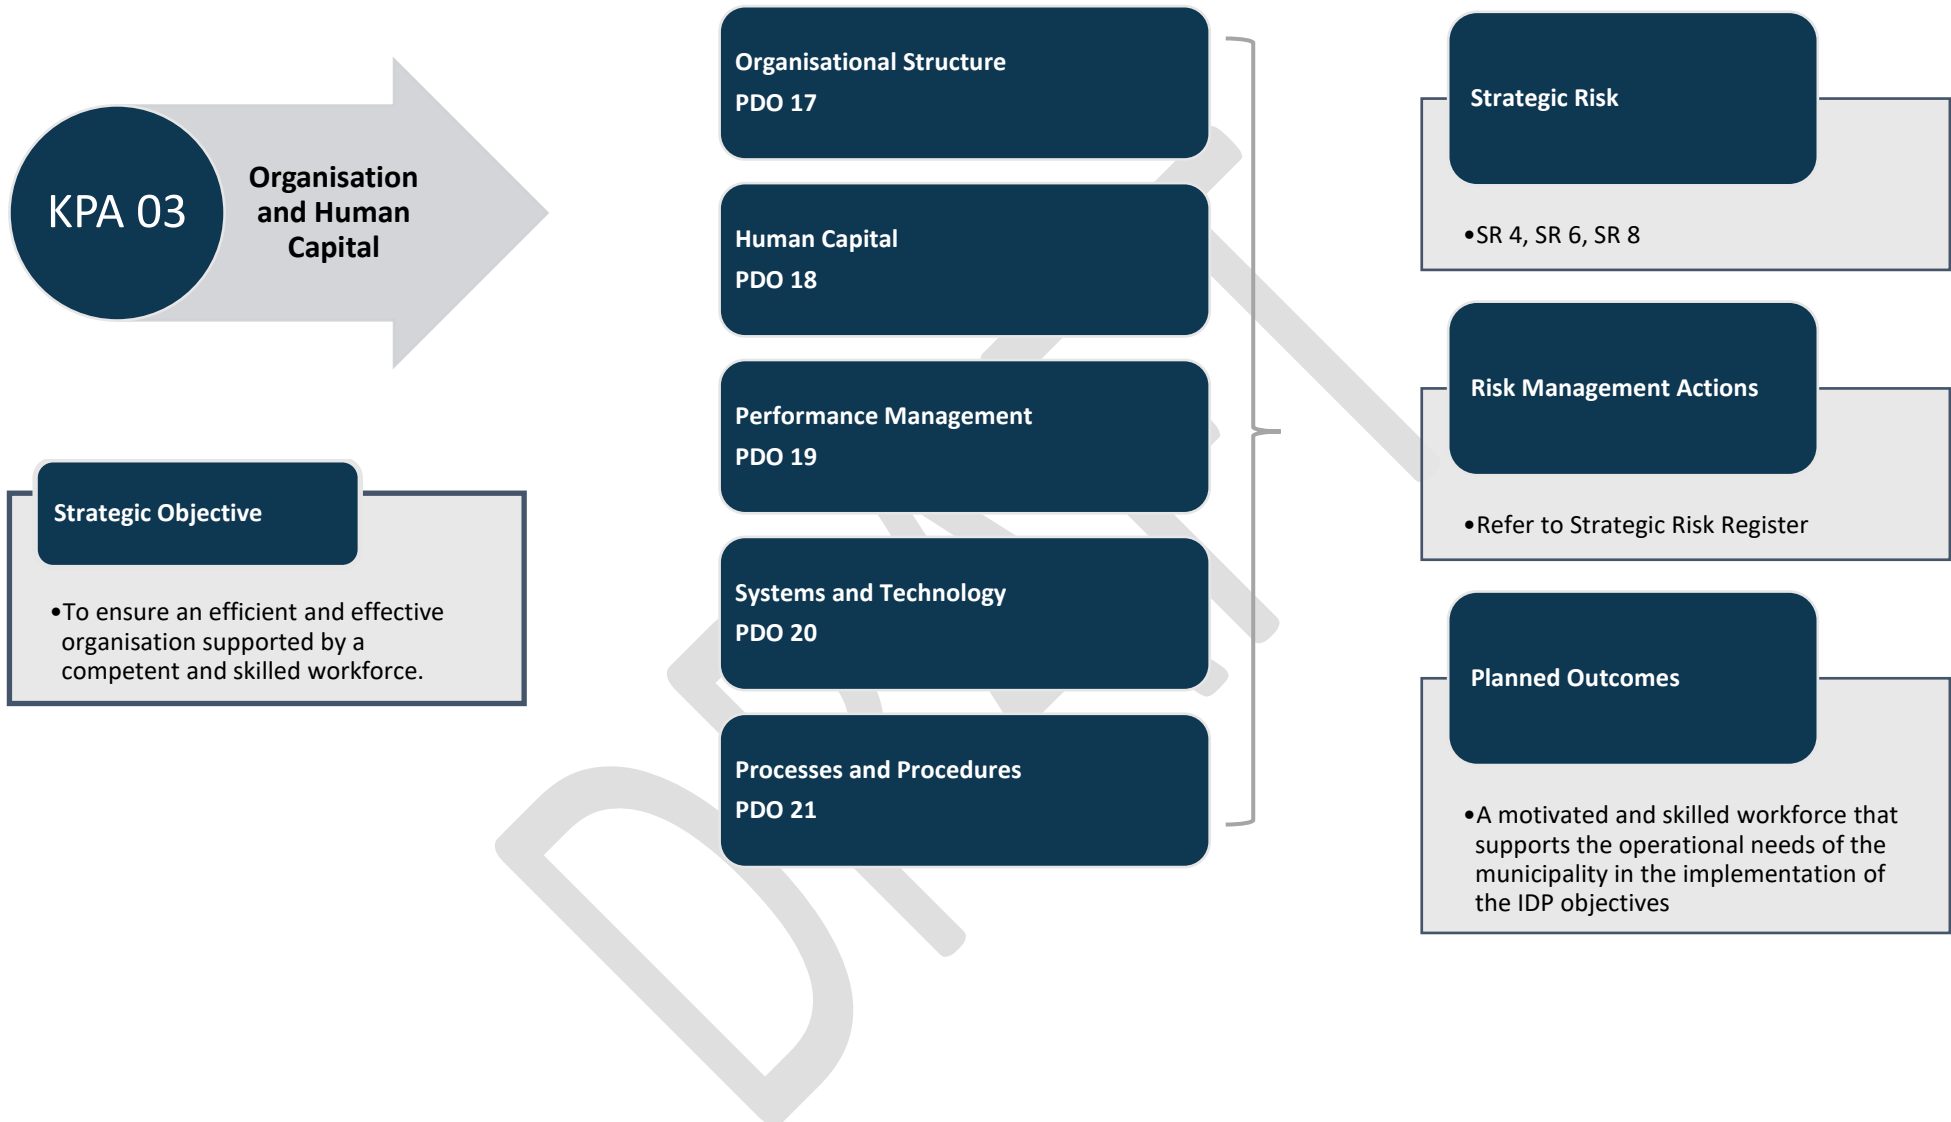 KPA 03
Organisation
and Human
Capital
Strategic Objective
•To ensure an efficient and effective
organisation supported by a
competent and skilled workforce.
Organisational Structure
PDO 17
Human Capital
PDO 18
Performance Management
PDO 19
Systems and Technology
PDO 20
Processes and Procedures
PDO 21
Strategic Risk
•SR 4, SR 6, SR 8
Risk Management Actions
•Refer to Strategic Risk Register
Planned Outcomes
•A motivated and skilled workforce that
supports the operational needs of the
municipality in the implementation of
the IDP objectives
DRAFT